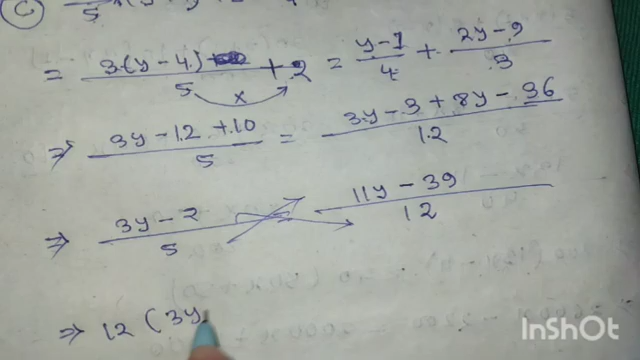 C
= 3(y-4) / 5 + 2 = y-1 / 4 + 2y-9 / 3
⇒ 3y-12+10 / 5 = 3y-3+8y-36 / 12
⇒ 3y-2 / 5 11y-39 / 12
⇒ 12 (3y
InShOt